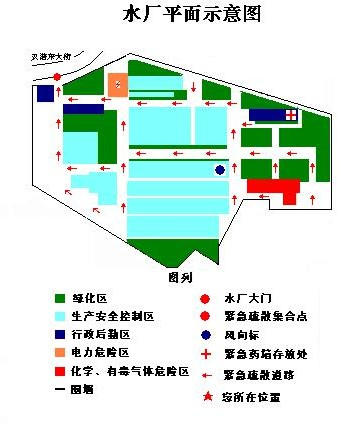 水厂平面示意图
港东大街
图列
绿化区
生产安全控制区
行政后勤区
电力危险区
化学、有毒气体危险区
围墙
水厂大门
紧急疏散集合点
风向标
紧急药箱存放处
紧急疏散道路
您所在位置